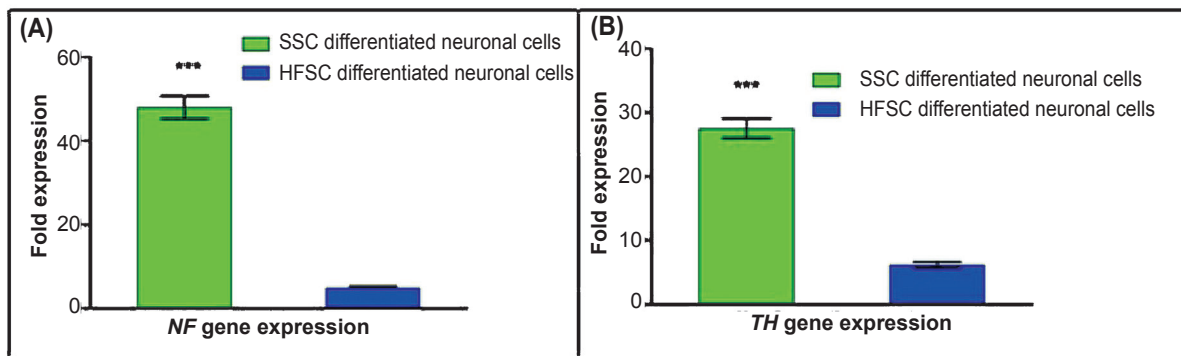 (A)
SSC differentiated neuronal cells
HFSC differentiated neuronal cells
60
40
20
0
Fold expression
***
NF gene expression
(B)
SSC differentiated neuronal cells
HFSC differentiated neuronal cells
40
30
20
10
0
Fold expression
***
TH gene expression